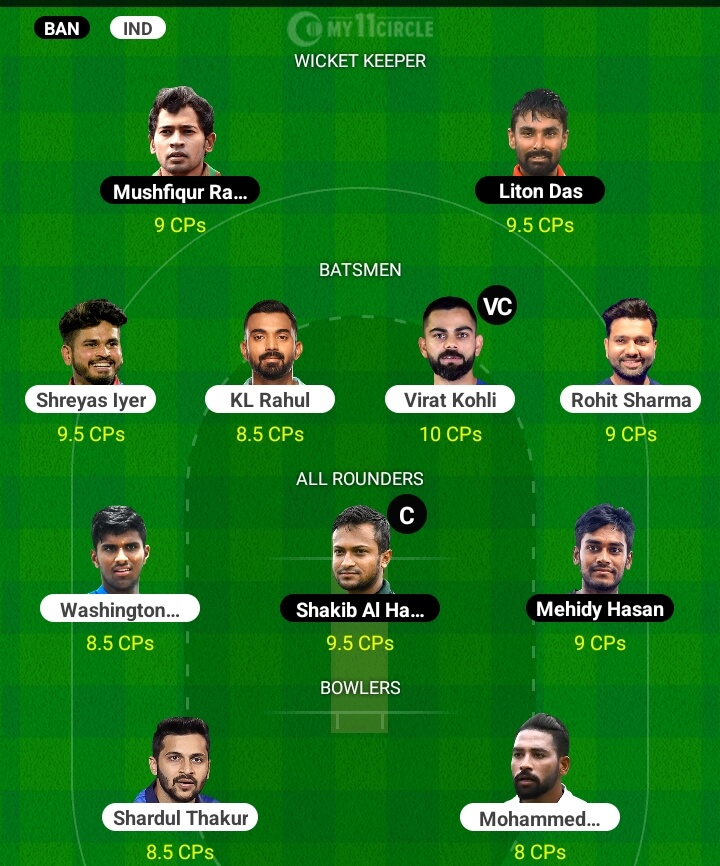 BAN IND
MY11CIRCLE
WICKET KEEPER
Mushfiqur Ra... Liton Das
9 CPs 9.5 CPs
BATSMEN
VC
Shreyas Iyer KL Rahul Virat Kohli Rohit Sharma
9.5 CPs 8.5 CPs 10 CPs 9 CPs
ALL ROUNDERS
C
Washington... Shakib Al Ha... Mehidy Hasan
8.5 CPs 9.5 CPs 9 CPs
BOWLERS
Shardul Thakur Mohammed...
8.5 CPs 8 CPs